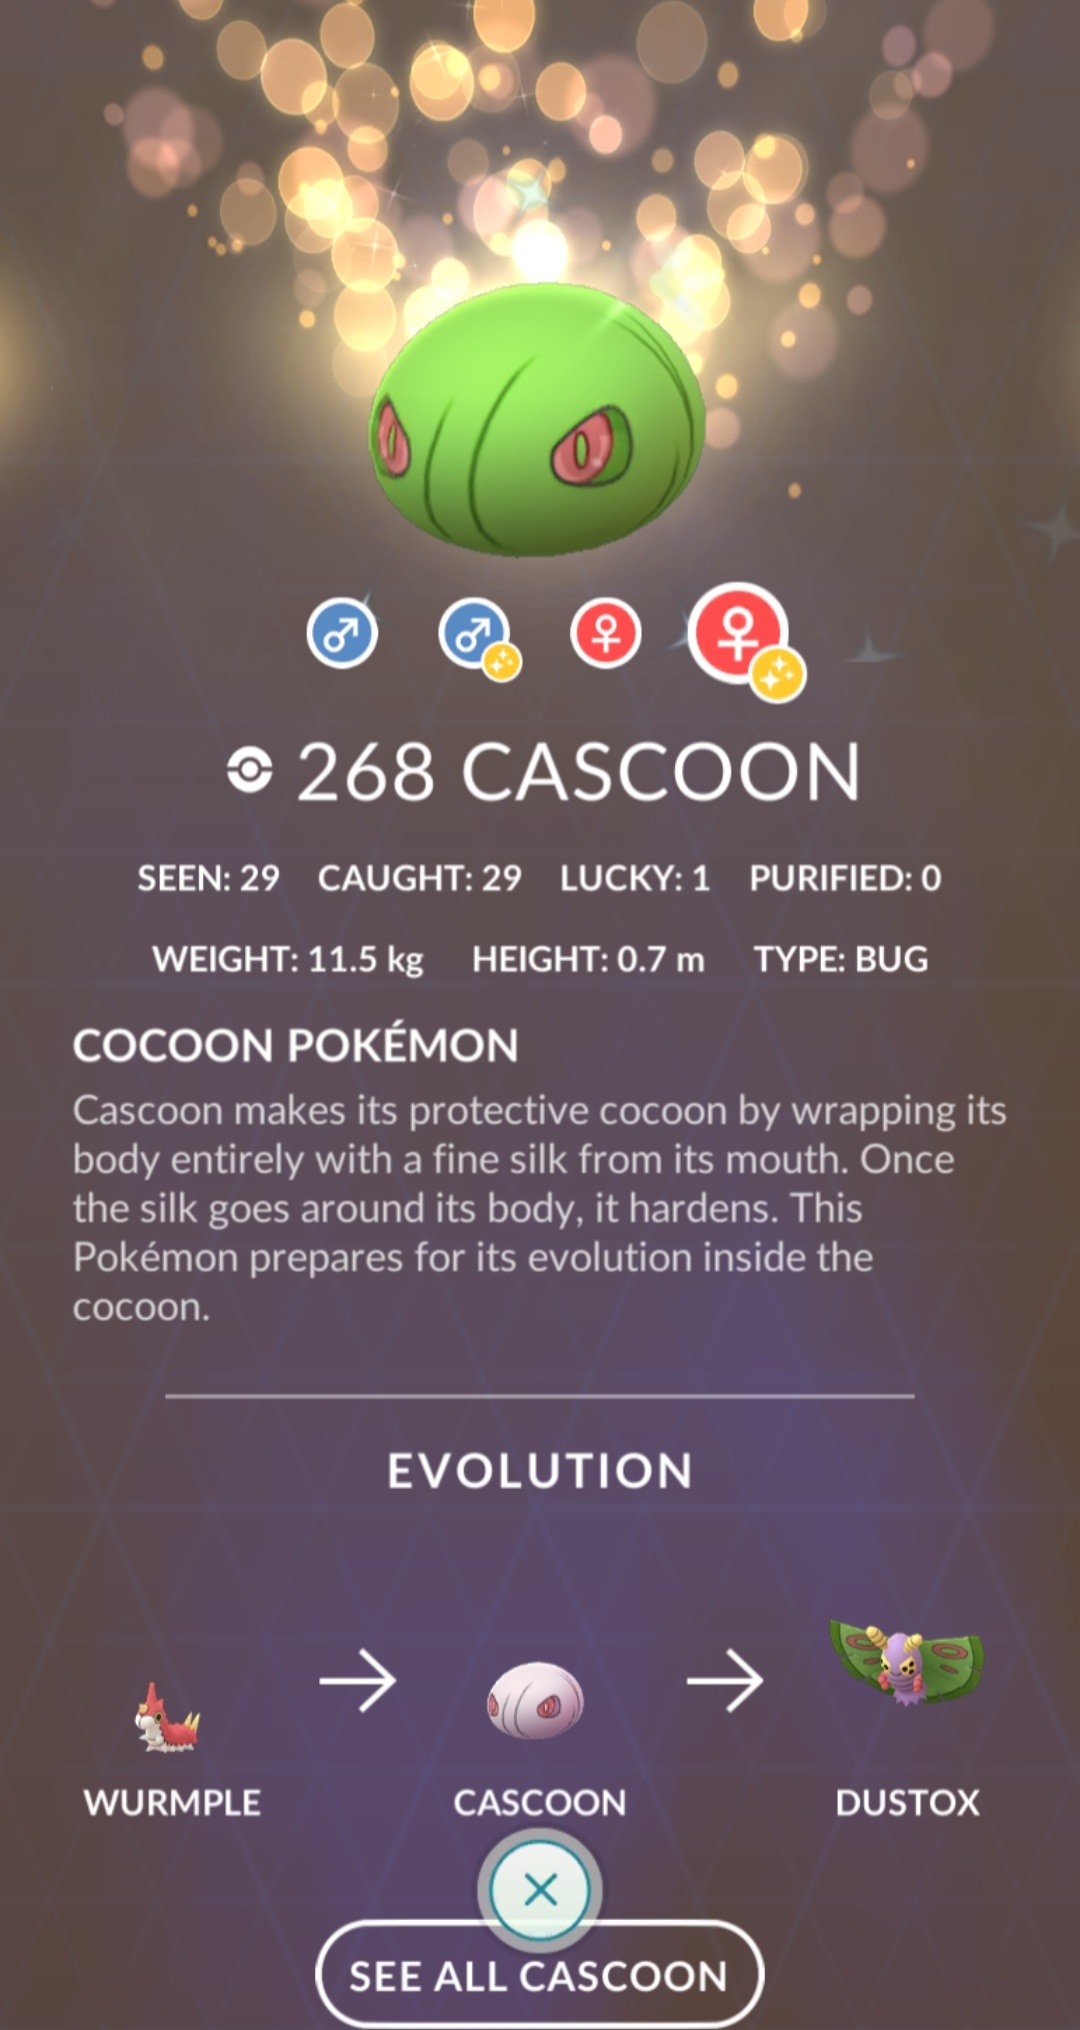 268 CASCOON
SEEN: 29 CAUGHT: 29 LUCKY: 1 PURIFIED: 0
WEIGHT: 11.5 kg HEIGHT: 0.7 m TYPE: BUG
COCOON POKÉMON
Cascoon makes its protective cocoon by wrapping its
body entirely with a fine silk from its mouth. Once
the silk goes around its body, it hardens. This
Pokémon prepares for its evolution inside the
cocoon.
EVOLUTION
WURMPLE CASCOON DUSTOX
SEE ALL CASCOON